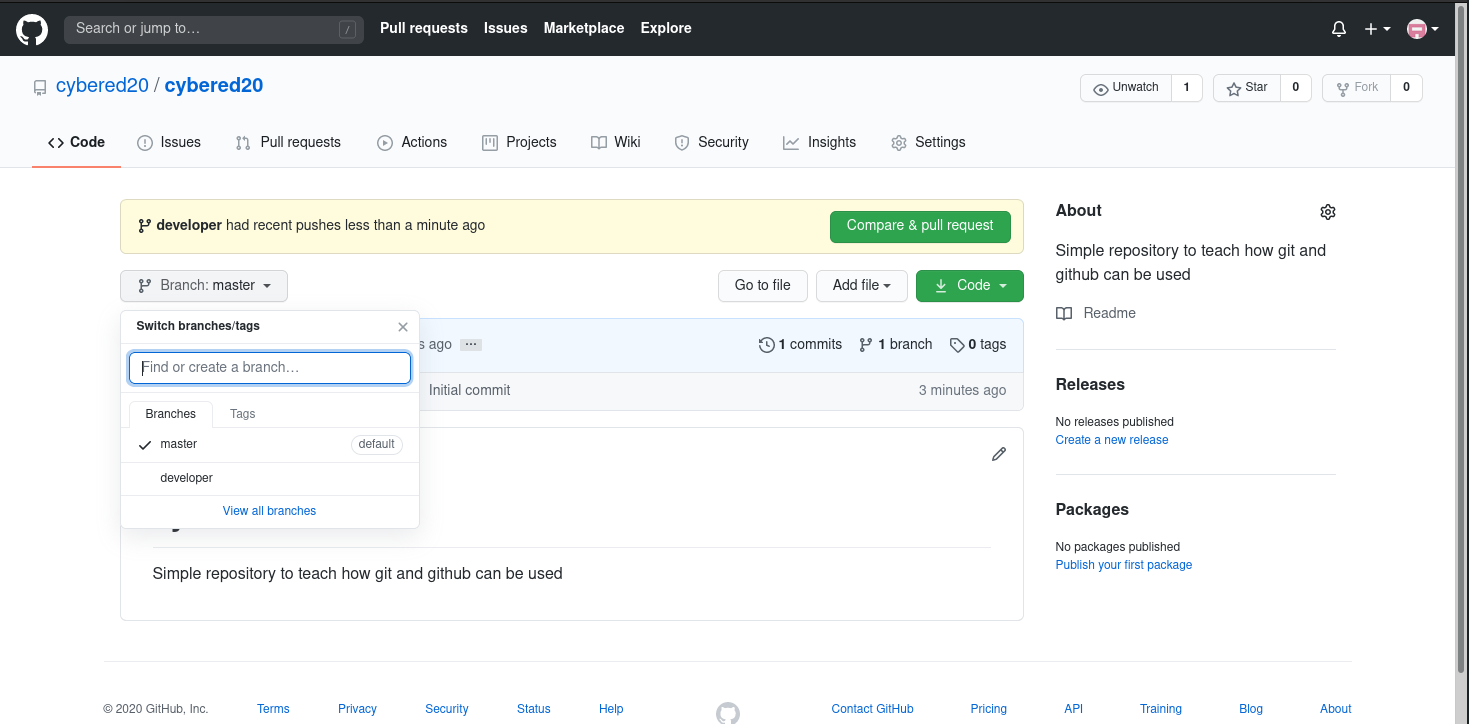 Search or jump to… /
Pull requests Issues Marketplace Explore
cybered20 / cybered20
Unwatch 1 Star 0 Fork 0
Code Issues Pull requests Actions Projects Wiki Security Insights Settings
developer had recent pushes less than a minute ago
Compare & pull request
Branch: master
Go to file Add file Code
Switch branches/tags
Find or create a branch…
Branches Tags
master default
developer
View all branches
ago ... 1 commits 1 branch 0 tags
Initial commit 3 minutes ago
Simple repository to teach how git and github can be used
About
Simple repository to teach how git and
github can be used
Readme
Releases
No releases published
Create a new release
Packages
No packages published
Publish your first package
© 2020 GitHub, Inc. Terms Privacy Security Status Help Contact GitHub Pricing API Training Blog About